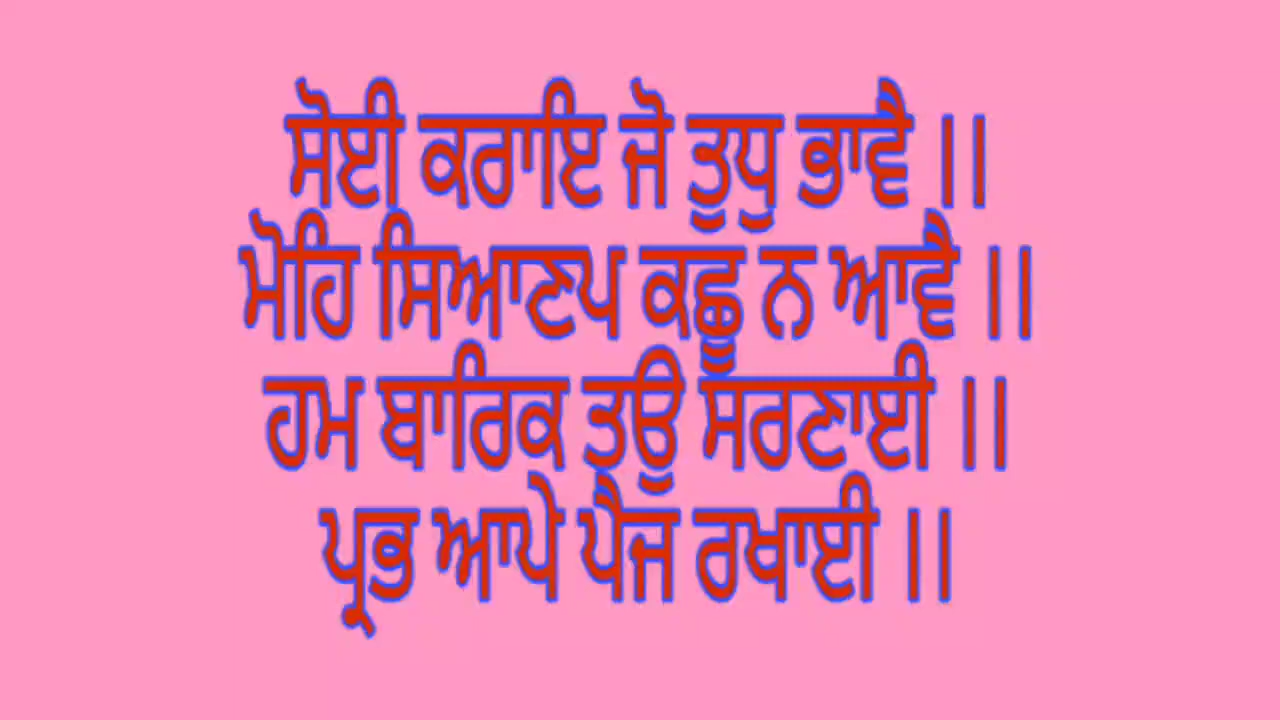 ਸੋਈ ਕਰਾਇ ਜੋ ਤੁਧੁ ਭਾਵੈ ।।
ਮੋਹਿ ਸਿਆਣਪ ਕਛੂ ਨ ਆਵੈ ।।
ਹਮ ਬਾਰਿਕ ਤਉ ਸਰਣਾਈ ।।
ਪ੍ਰਭ ਆਪੇ ਪੈਜ ਰਖਾਈ ।।